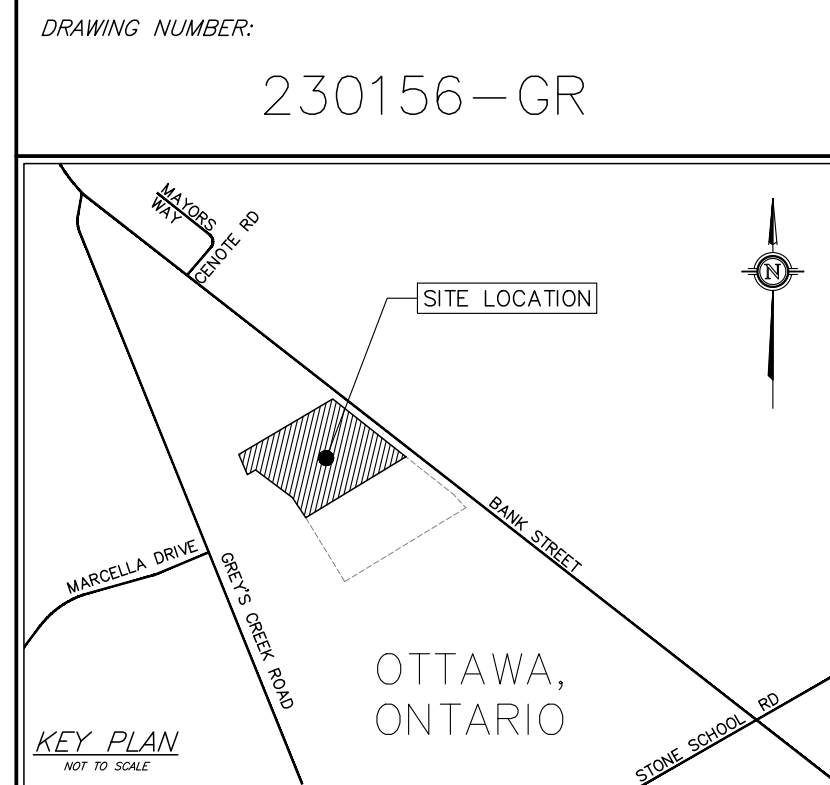 DRAWING NUMBER:
230156-GR
MAYORS
WAY
CENOTE RD
SITE LOCATION
N
BANK STREET
MARCELLA DRIVE
GREY'S CREEK ROAD
OTTAWA,
ONTARIO
STONE SCHOOL RD
KEY PLAN
NOT TO SCALE